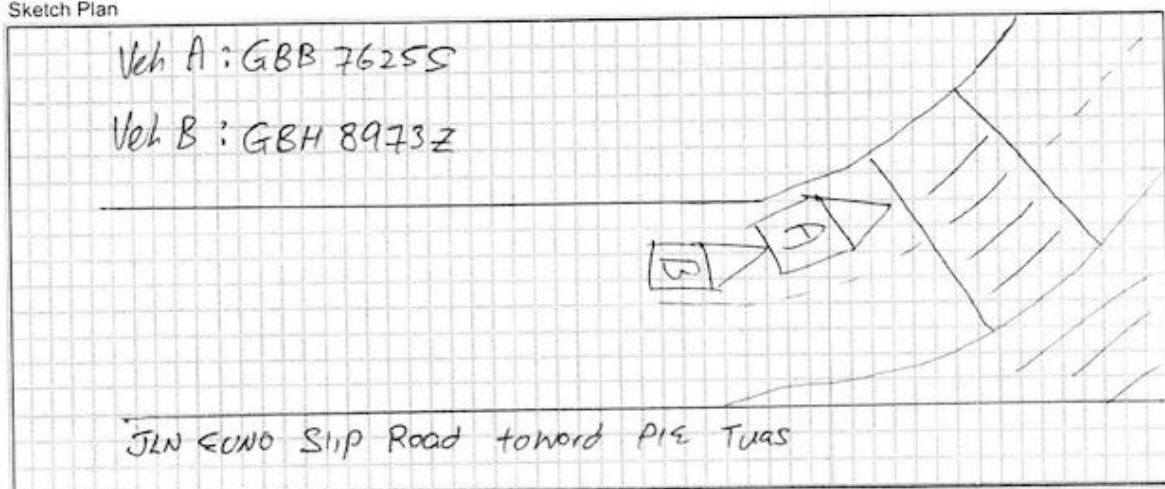 Sketch Plan
Veh A : GBB 7625S
Veh B : GBH 8973Z
A
B
JLN EUNO Slip Road toword PIE Tuas